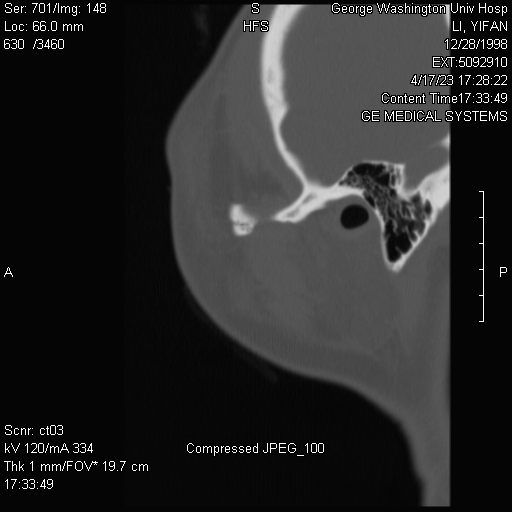 Ser: 701/Img: 148
Loc: 66.0 mm
630 /3460
S
HFS
George Washington Univ Hosp
LI, YIFAN
12/28/1998
EXT:5092910
4/17/23 17:28:22
Content Time17:33:49
GE MEDICAL SYSTEMS
A
P
Scnr: ct03
kV 120/mA 334
Thk 1 mm/FOV* 19.7 cm
17:33:49
Compressed JPEG_100